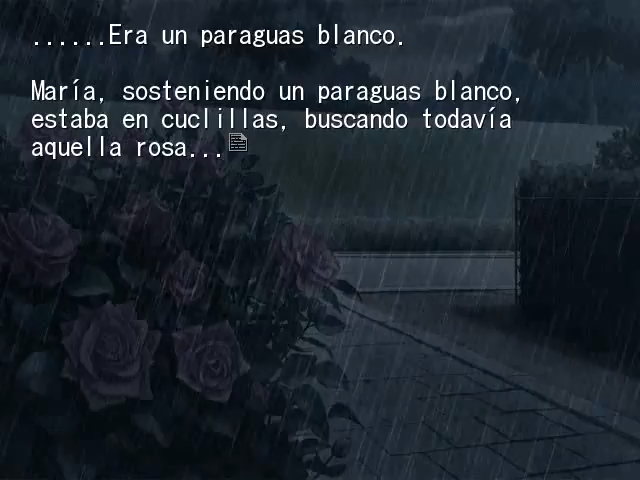 ......Era un paraguas blanco.
María, sosteniendo un paraguas blanco,
estaba en cuclillas, buscando todavía
aquella rosa...